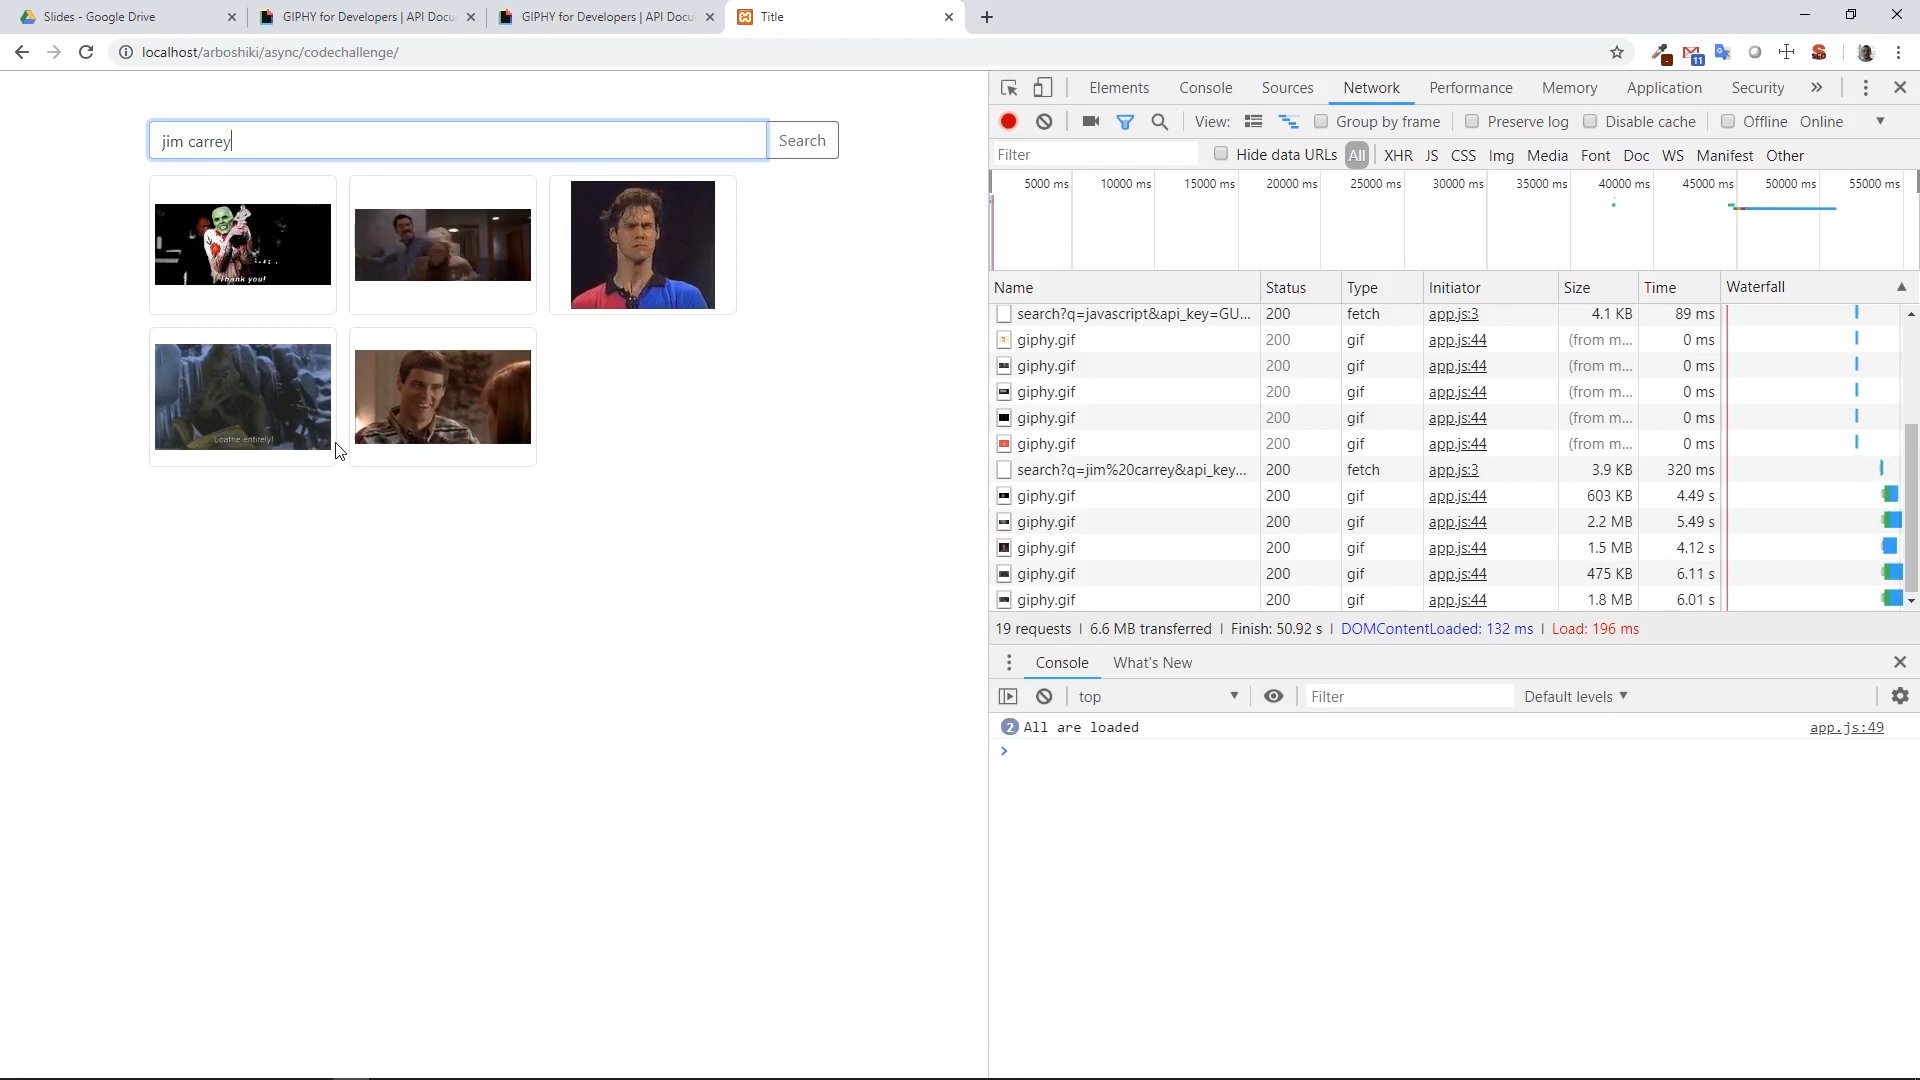 Slides - Google Drive
GIPHY for Developers | API Docu
GIPHY for Developers | API Docu
Title
localhost/arboshiki/async/codechallenge/
11
SEO
jim carrey
Search
Thank you!
Loathe entirely!
Elements Console Sources Network Performance Memory Application Security »
View: Group by frame Preserve log Disable cache Offline Online
Filter Hide data URLs All XHR JS CSS Img Media Font Doc WS Manifest Other
5000 ms 10000 ms 15000 ms 20000 ms 25000 ms 30000 ms 35000 ms 40000 ms 45000 ms 50000 ms 55000 ms
Name Status Type Initiator Size Time Waterfall
search?q=javascript&api_key=GU... 200 fetch app.js:3 4.1 KB 89 ms
giphy.gif 200 gif app.js:44 (from m... 0 ms
giphy.gif 200 gif app.js:44 (from m... 0 ms
giphy.gif 200 gif app.js:44 (from m... 0 ms
giphy.gif 200 gif app.js:44 (from m... 0 ms
giphy.gif 200 gif app.js:44 (from m... 0 ms
search?q=jim%20carrey&api_key... 200 fetch app.js:3 3.9 KB 320 ms
giphy.gif 200 gif app.js:44 603 KB 4.49 s
giphy.gif 200 gif app.js:44 2.2 MB 5.49 s
giphy.gif 200 gif app.js:44 1.5 MB 4.12 s
giphy.gif 200 gif app.js:44 475 KB 6.11 s
giphy.gif 200 gif app.js:44 1.8 MB 6.01 s
19 requests | 6.6 MB transferred | Finish: 50.92 s | DOMContentLoaded: 132 ms | Load: 196 ms
Console What's New
top Filter Default levels
2 All are loaded app.js:49
>